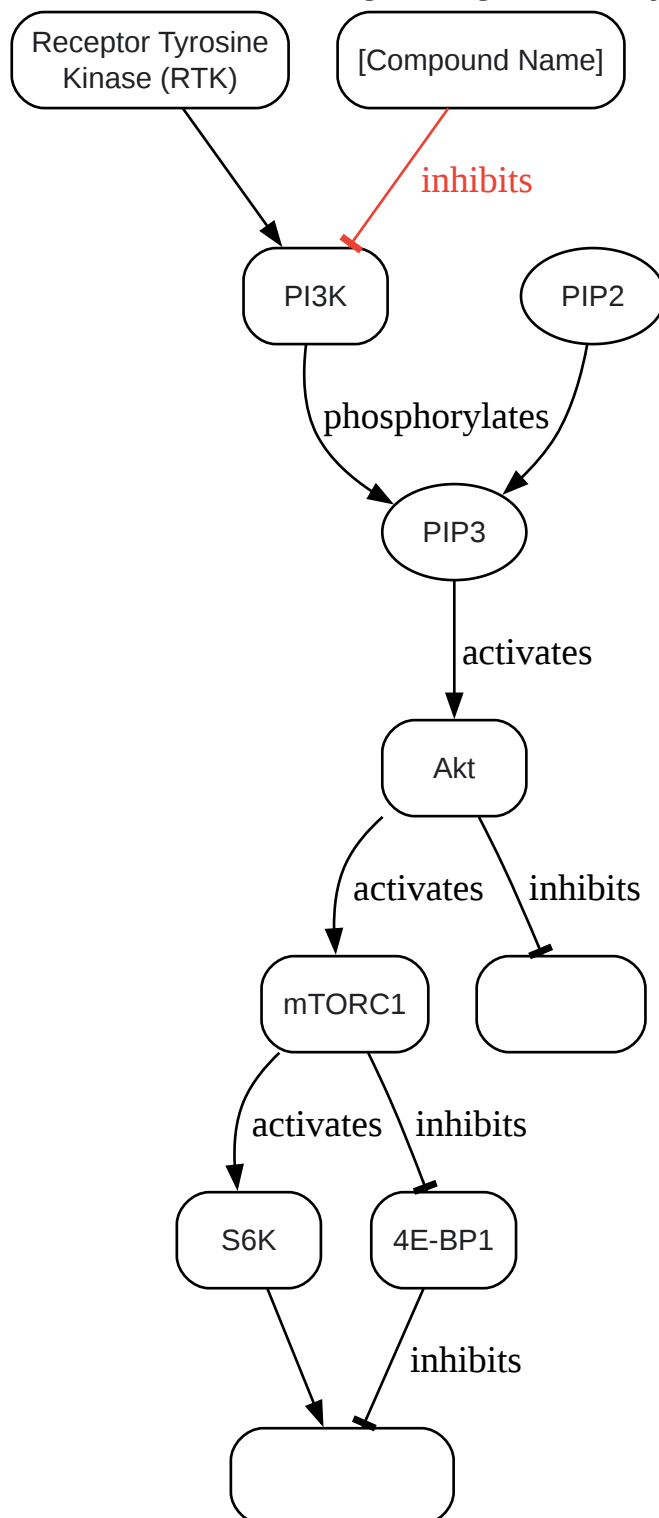 Receptor Tyrosine
Kinase (RTK)
[Compound Name]
inhibits
PI3K
PIP2
phosphorylates
PIP3
activates
Akt
activates
inhibits
mTORC1
activates
inhibits
S6K
4E-BP1
inhibits